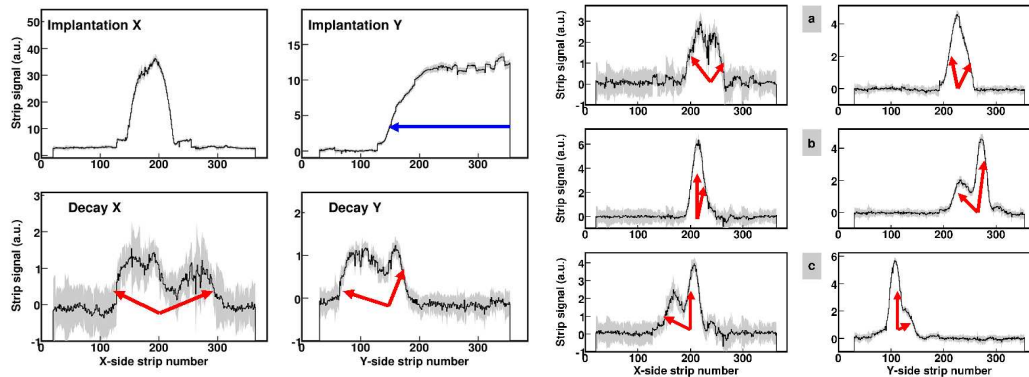 Implantation X
Strip signal (a.u.)
50
40
30
20
10
0
0 100 200 300
Implantation Y
15
10
5
0
0 100 200 300
Decay X
Strip signal (a.u.)
3
2
1
0
-1
0 100 200 300
X-side strip number
Decay Y
2
1
0
-1
0 100 200 300
Y-side strip number
a
Strip signal (a.u.)
3
2
1
0
-1
0 100 200 300
4
2
0
0 100 200 300
b
Strip signal (a.u.)
6
4
2
0
0 100 200 300
4
2
0
0 100 200 300
c
Strip signal (a.u.)
4
3
2
1
0
-1
0 100 200 300
X-side strip number
6
4
2
0
0 100 200 300
Y-side strip number